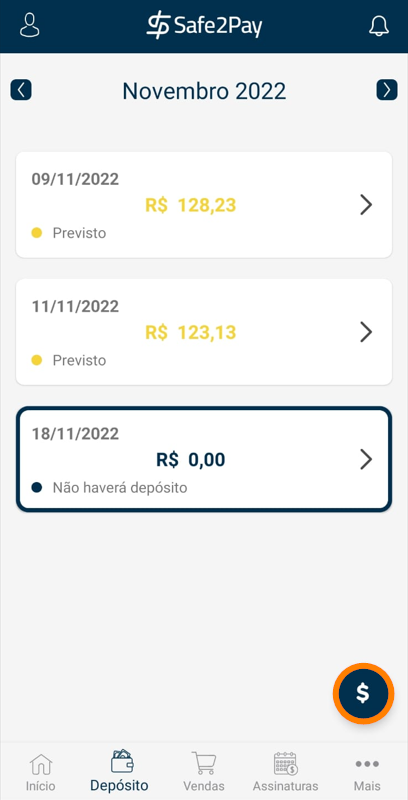 Safe2Pay
Novembro 2022
09/11/2022
R$ 128,23
Previsto
11/11/2022
R$ 123,13
Previsto
18/11/2022
R$ 0,00
Não haverá depósito
$
Início
Depósito
Vendas
Assinaturas
Mais